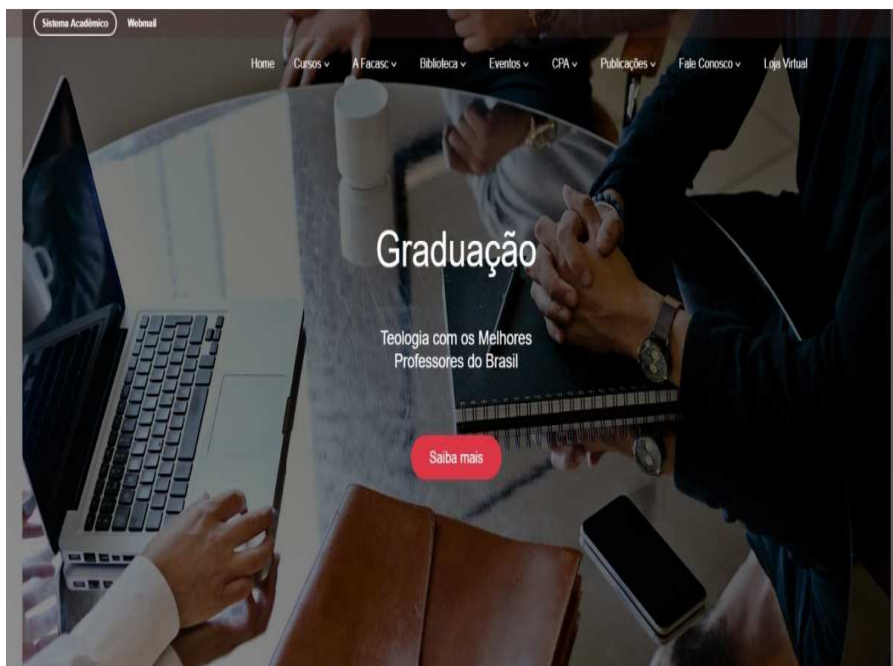 Sistema Acadêmico Webmail
Home Cursos A Facasc Biblioteca Eventos CPA Publicações Fale Conosco Loja Virtual
Graduação
Teologia com os Melhores
Professores do Brasil
Saiba mais